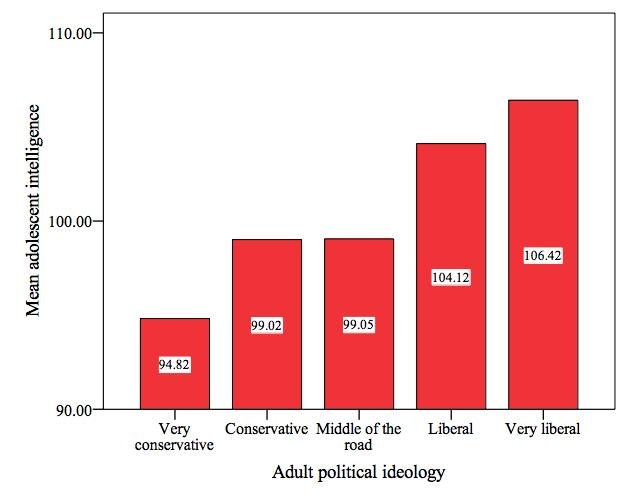 110.00
100.00
90.00
Mean adolescent intelligence
94.82
99.02
99.05
104.12
106.42
Very
conservative
Conservative
Middle of the
road
Liberal
Very liberal
Adult political ideology